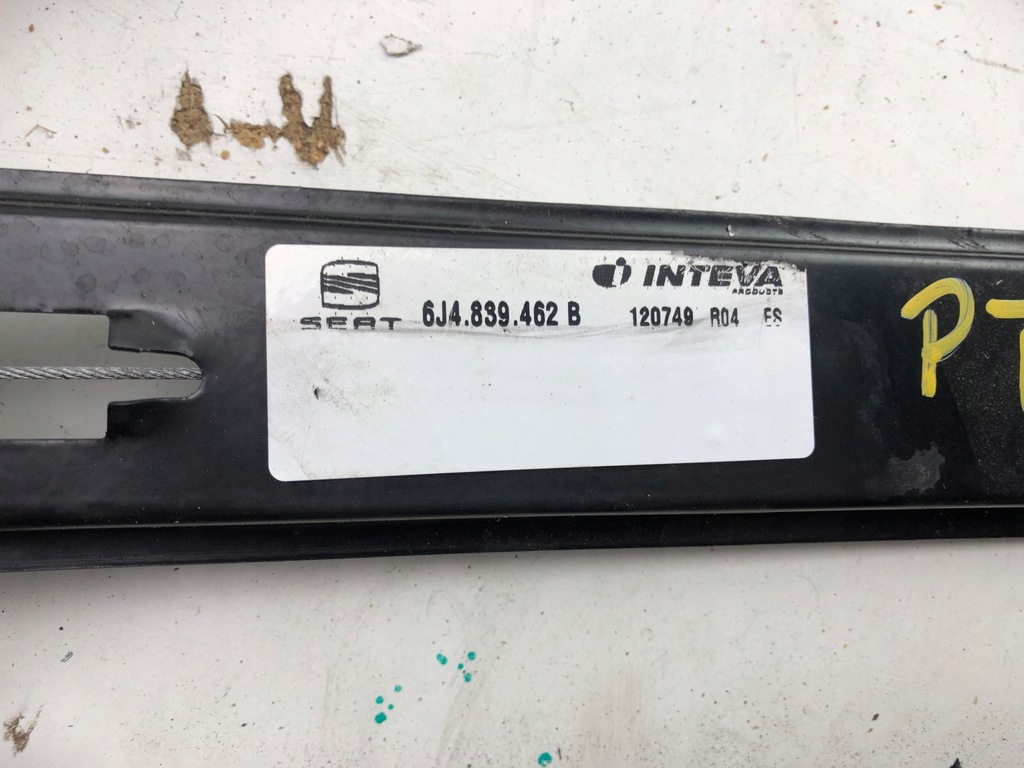 INTEVA
PRODUCTS
SEAT 6J4.839.462 B 120749 R04 ES
PT